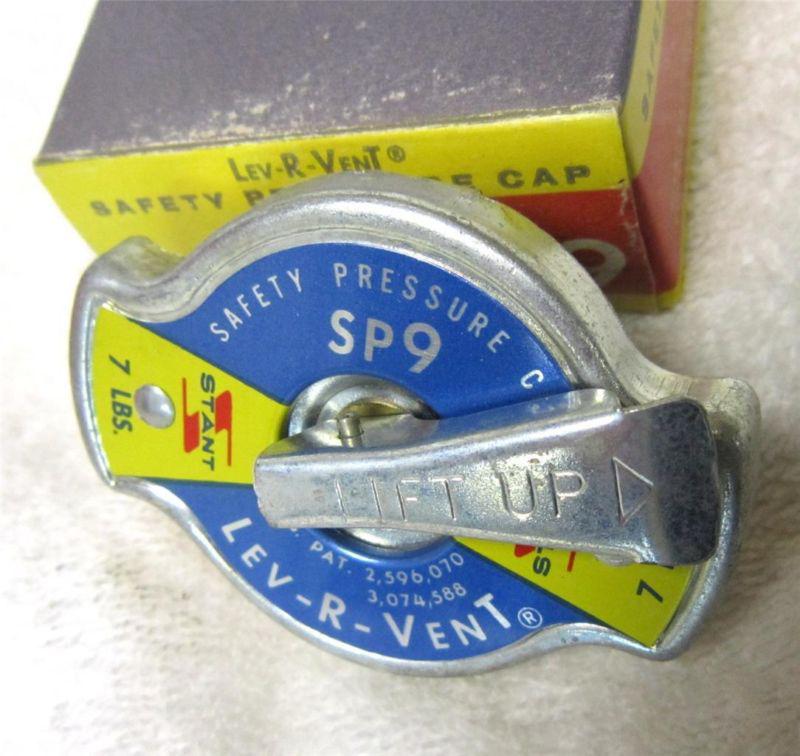 LEV-R-VENT®
SAFETY CAP
SAFETY PRESSURE
SP9
7 LBS.
STANT
LIFT UP
PAT. 2,596,070
3,074,588
LEV-R-VENT®
7